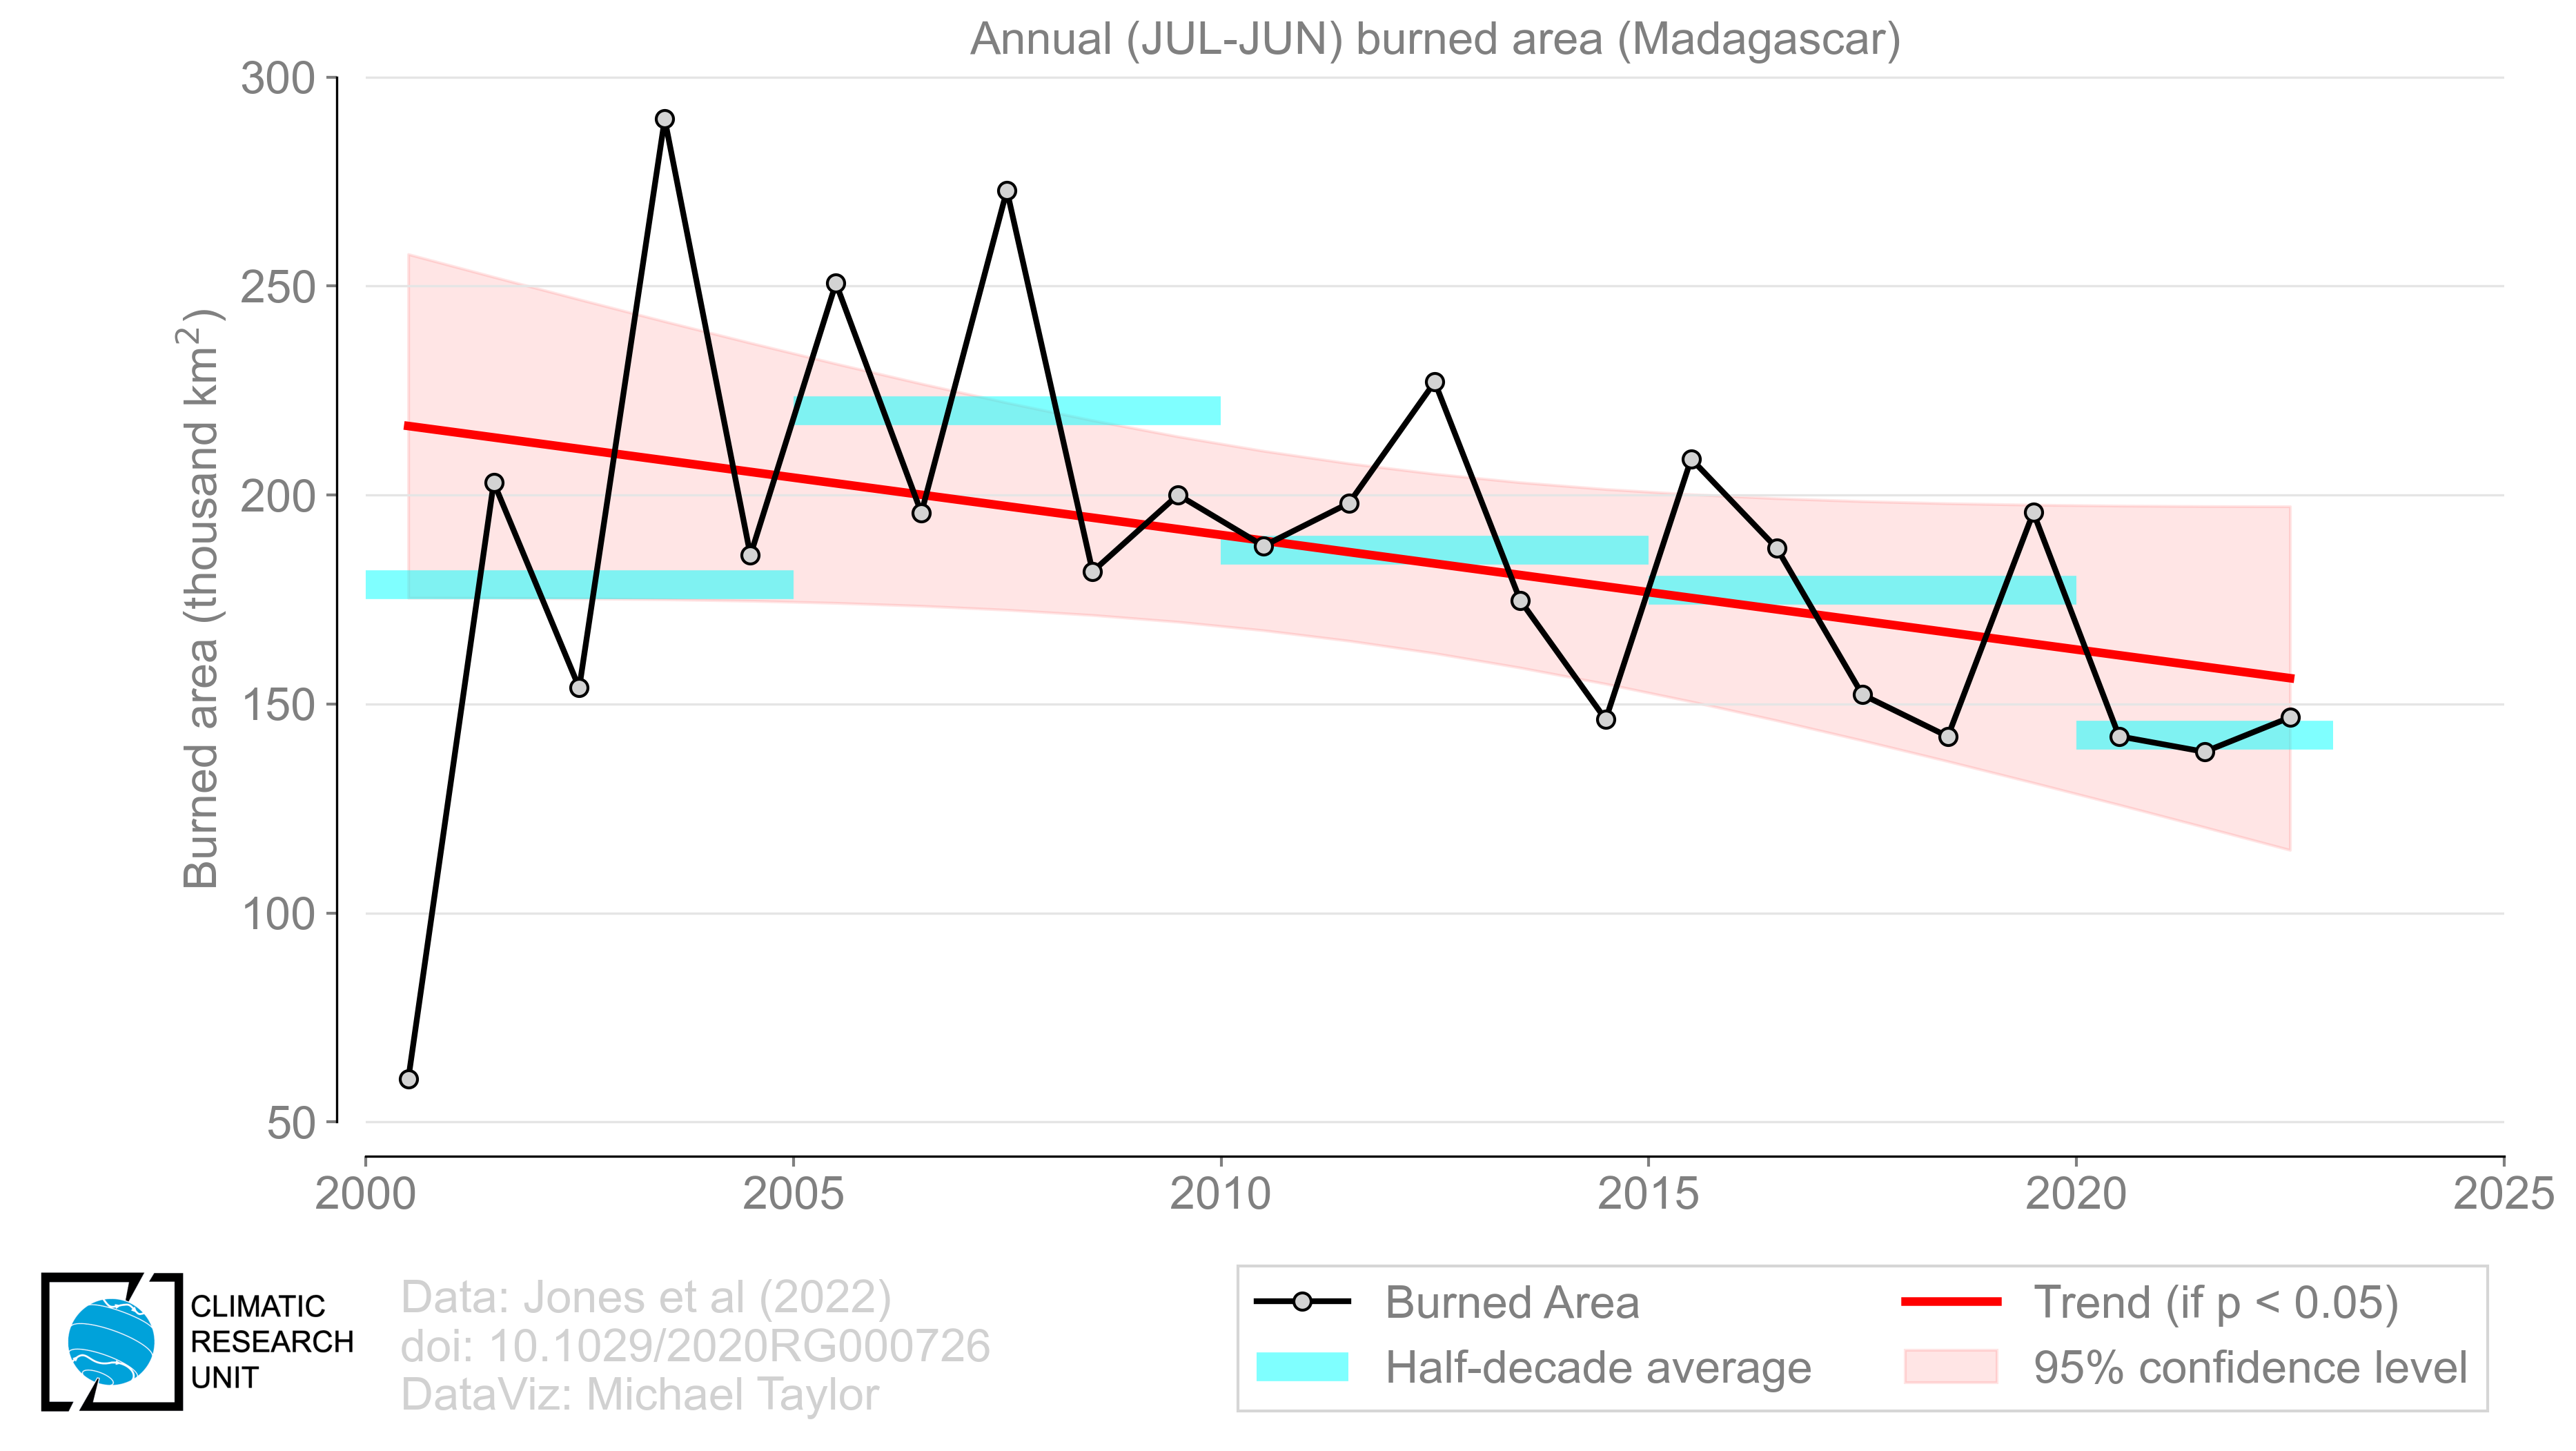 Annual (JUL-JUN) burned area (Madagascar)
300
250
200
150
100
50
Burned area (thousand km²)
2000 2005 2010 2015 2020 2025
CLIMATIC
RESEARCH
UNIT
Data: Jones et al (2022)
doi: 10.1029/2020RG000726
DataViz: Michael Taylor
Burned Area
Half-decade average
Trend (if p < 0.05)
95% confidence level